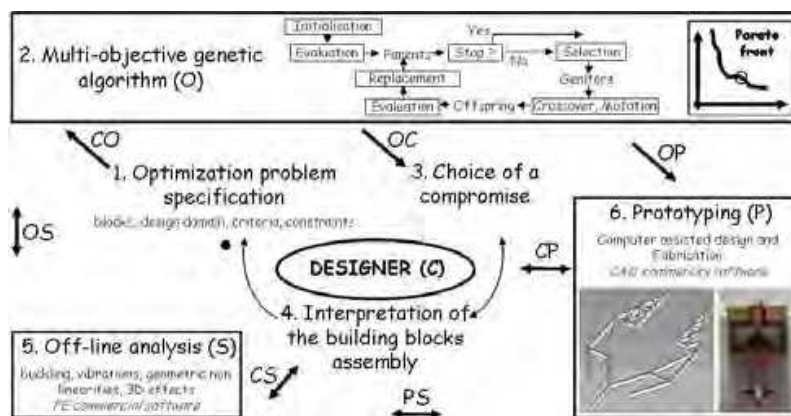 2. Multi-objective genetic
algorithm (O)
Initialisation
Evaluation
Parents
Stop ?
Yes
No
Selection
Genitors
Crossover, Mutation
Offspring
Evaluation
Replacement
Pareto
front
CO
OC
OP
1. Optimization problem
specification
blocks, design domain, criteria, constraints
3. Choice of a
compromise
OS
DESIGNER (C)
CP
6. Prototyping (P)
Computer assisted design and
Fabrication
CAD commercial software
4. Interpretation of
the building blocks
assembly
5. Off-line analysis (S)
buckling, vibrations, geometric non
linearities, 3D effects
FE commercial software
CS
PS